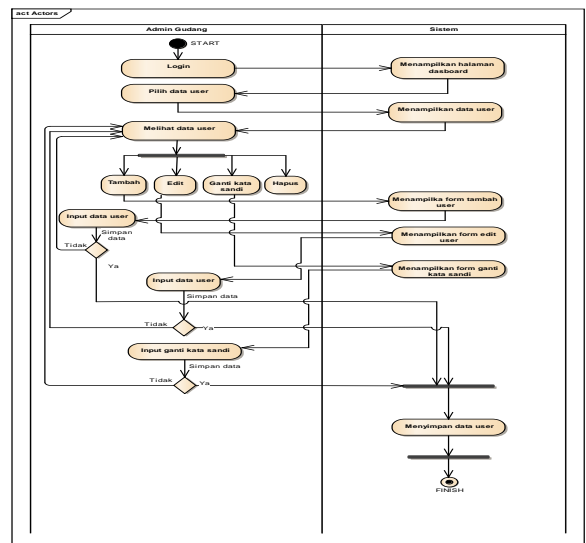 act Actors
Admin Gudang
Sistem
START
Login
Menampilkan halaman
dasboard
Pilih data user
Menampilkan data user
Melihat data user
Tambah
Edit
Ganti kata
sandi
Hapus
Menampilka form tambah
user
Input data user
Simpan
data
Tidak
Ya
Menampilkan form edit
user
Menampilkan form ganti
kata sandi
Input data user
Simpan data
Tidak
Ya
Input ganti kata sandi
Simpan data
Tidak
Ya
Menyimpan data user
FINISH